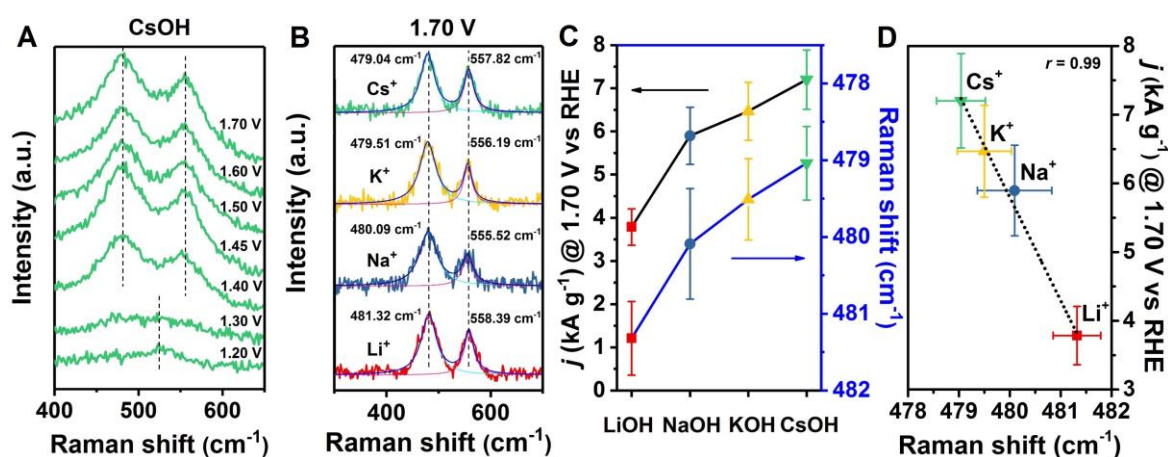 A
CsOH
Intensity (a.u.)
1.70 V
1.60 V
1.50 V
1.45 V
1.40 V
1.30 V
1.20 V
400 450 500 550 600
Raman shift (cm⁻¹)
B
1.70 V
Intensity (a.u.)
479.04 cm⁻¹ 557.82 cm⁻¹
Cs⁺
479.51 cm⁻¹ 556.19 cm⁻¹
K⁺
480.09 cm⁻¹ 555.52 cm⁻¹
Na⁺
481.32 cm⁻¹ 558.39 cm⁻¹
Li⁺
400 600
Raman shift (cm⁻¹)
C
j (kA g⁻¹) @ 1.70 V vs RHE
8
7
6
5
4
3
2
1
0
LiOH NaOH KOH CsOH
478
479
480
481
482
Raman shift (cm⁻¹)
D
r = 0.99
Cs⁺
K⁺
Na⁺
Li⁺
8
7
6
5
4
3
j (kA g⁻¹) @ 1.70 V vs RHE
478 479 480 481 482
Raman shift (cm⁻¹)